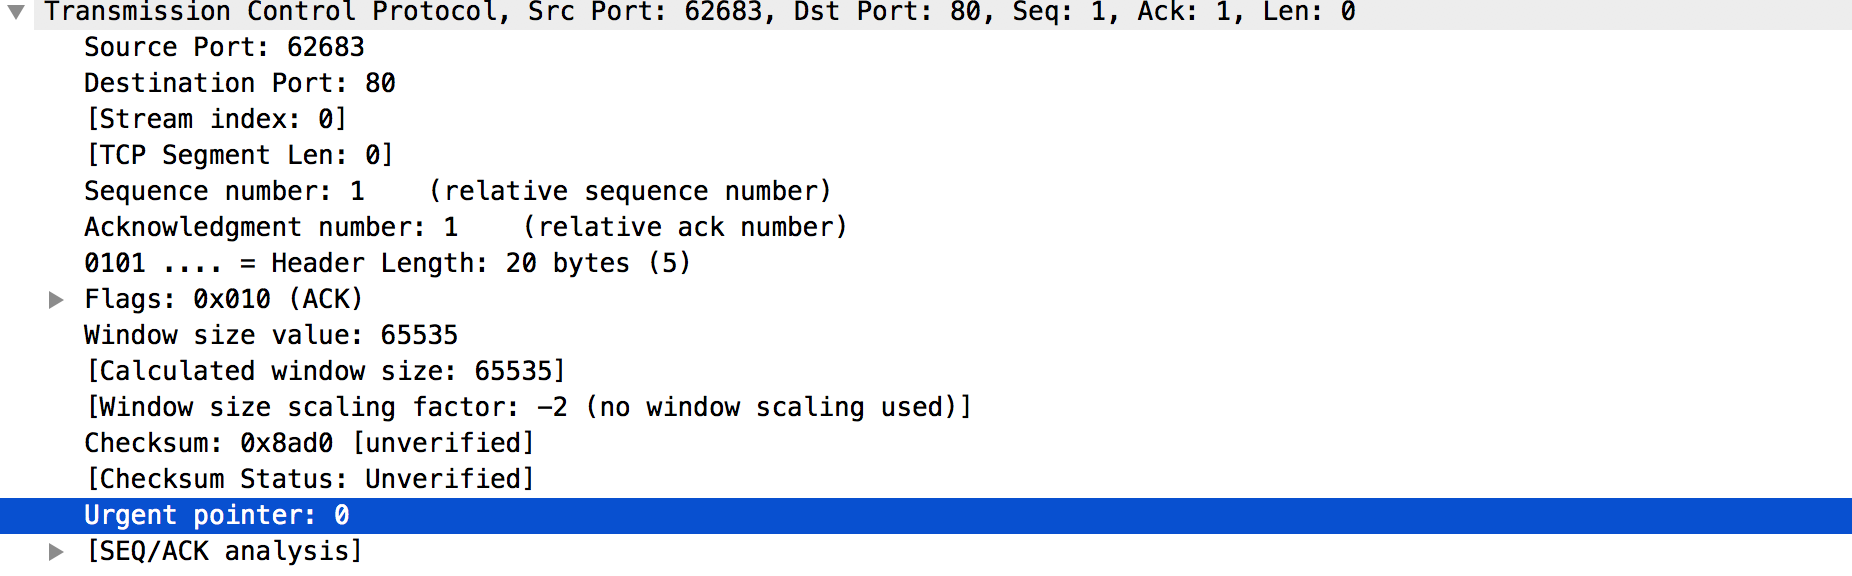 Transmission Control Protocol, Src Port: 62683, Dst Port: 80, Seq: 1, Ack: 1, Len: 0
Source Port: 62683
Destination Port: 80
[Stream index: 0]
[TCP Segment Len: 0]
Sequence number: 1    (relative sequence number)
Acknowledgment number: 1    (relative ack number)
0101 .... = Header Length: 20 bytes (5)
Flags: 0x010 (ACK)
Window size value: 65535
[Calculated window size: 65535]
[Window size scaling factor: -2 (no window scaling used)]
Checksum: 0x8ad0 [unverified]
[Checksum Status: Unverified]
Urgent pointer: 0
[SEQ/ACK analysis]